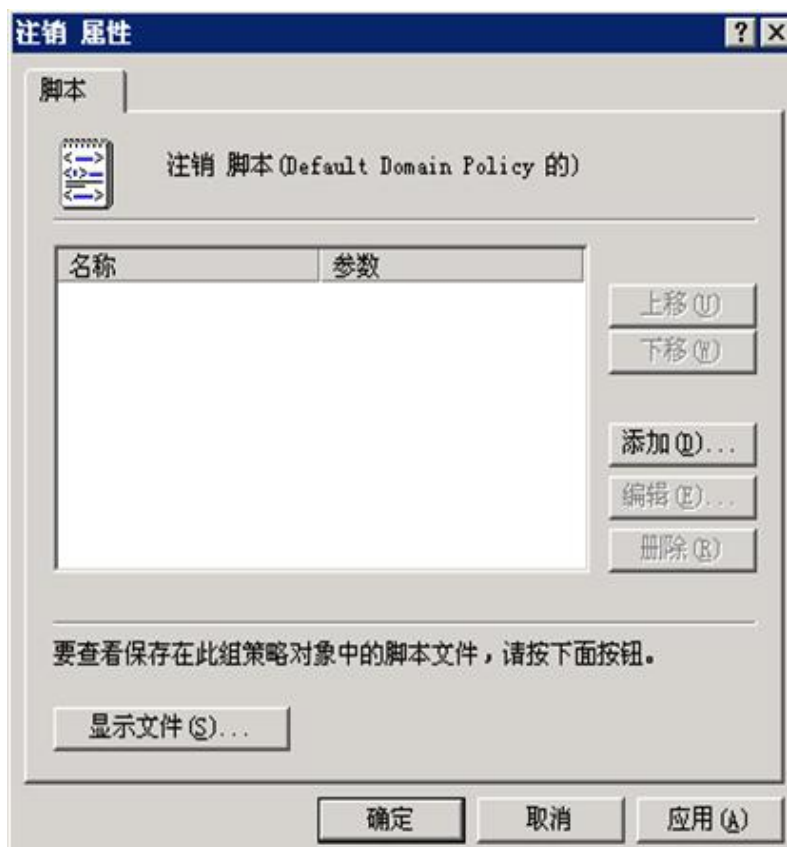 注销 属性
脚本
注销 脚本(Default Domain Policy 的)
名称 参数
上移(U)
下移(W)
添加(D)...
编辑(E)...
删除(R)
要查看保存在此组策略对象中的脚本文件，请按下面按钮。
显示文件(S)...
确定 取消 应用(A)